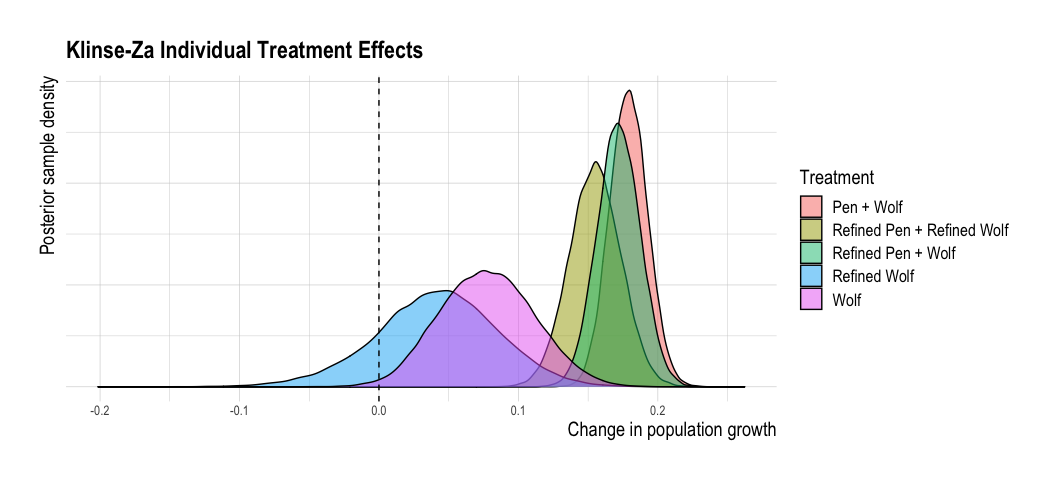 Klinse-Za Individual Treatment Effects
Posterior sample density
-0.2
-0.1
0.0
0.1
0.2
Change in population growth
Treatment
Pen + Wolf
Refined Pen + Refined Wolf
Refined Pen + Wolf
Refined Wolf
Wolf